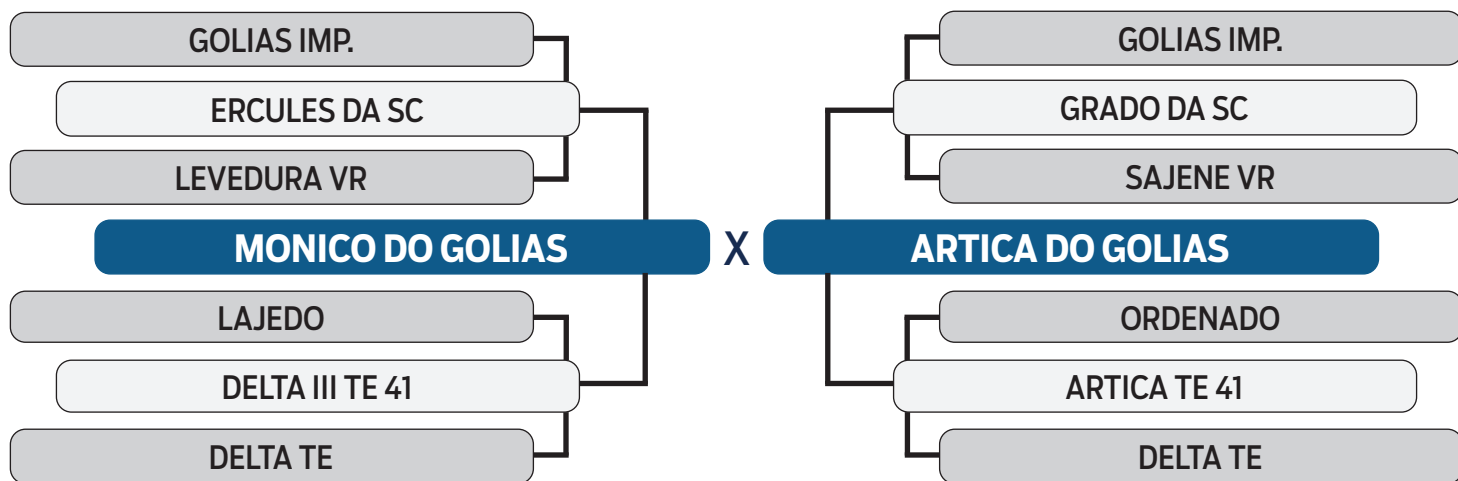 GOLIAS IMP.
ERCULES DA SC
LEVEDURA VR
MONICO DO GOLIAS
LAJEDO
DELTA III TE 41
DELTA TE
X
GOLIAS IMP.
GRADO DA SC
SAJENE VR
ARTICA DO GOLIAS
ORDENADO
ARTICA TE 41
DELTA TE